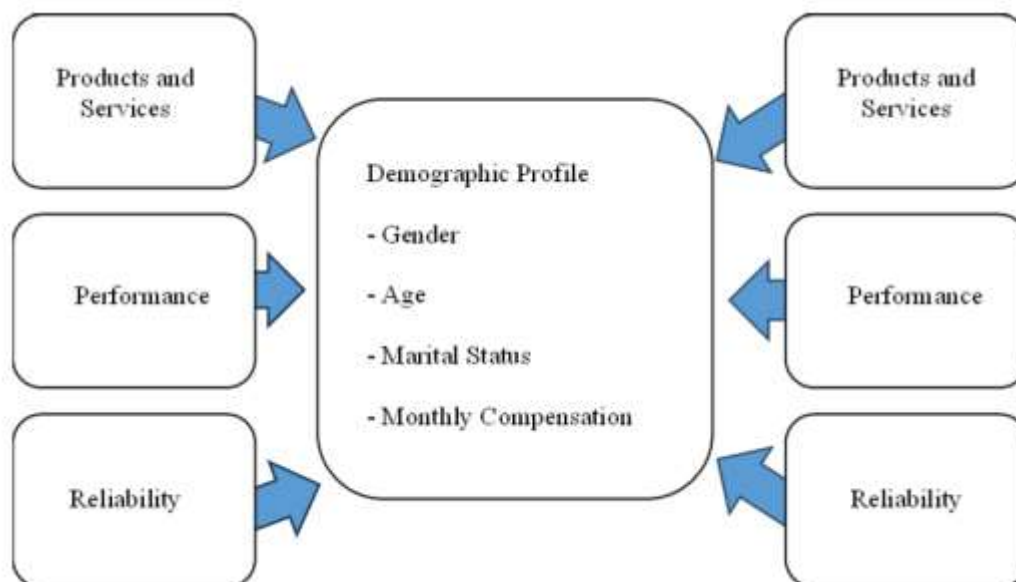 Products and
Services
Performance
Reliability
Demographic Profile
- Gender
- Age
- Marital Status
- Monthly Compensation
Products and
Services
Performance
Reliability